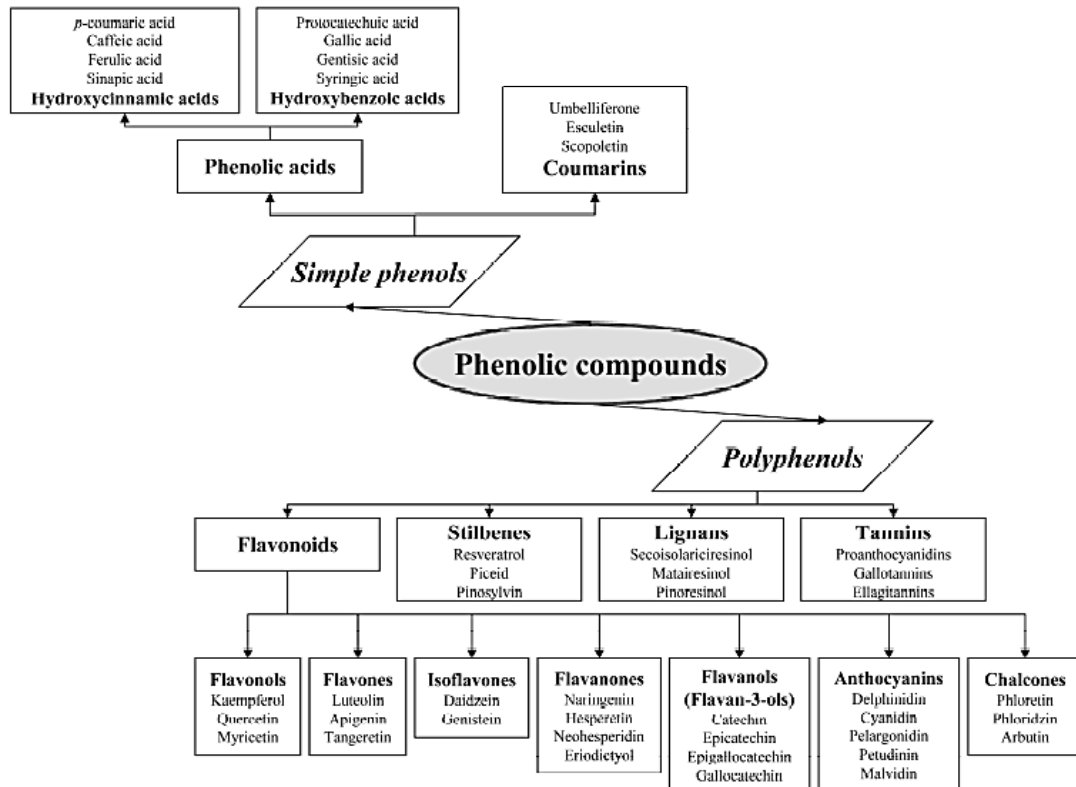 p-coumaric acid
Caffeic acid
Ferulic acid
Sinapic acid
Hydroxycinnamic acids
Protocatechuic acid
Gallic acid
Gentisic acid
Syringic acid
Hydroxybenzoic acids
Umbelliferone
Esculetin
Scopoletin
Coumarins
Phenolic acids
Simple phenols
Phenolic compounds
Polyphenols
Flavonoids
Stilbenes
Resveratrol
Piceid
Pinosylvin
Lignans
Secoisolariciresinol
Matairesinol
Pinoresinol
Tannins
Proanthocyanidins
Gallotannins
Ellagitannins
Flavonols
Kaempferol
Quercetin
Myricetin
Flavones
Luteolin
Apigenin
Tangeretin
Isoflavones
Daidzein
Genistein
Flavanones
Naringenin
Hesperetin
Neohesperidin
Eriodictyol
Flavanols
(Flavan-3-ols)
Catechin
Epicatechin
Epigallocatechin
Gallocatechin
Anthocyanins
Delphinidin
Cyanidin
Pelargonidin
Petudinin
Malvidin
Chalcones
Phloretin
Phloridzin
Arbutin